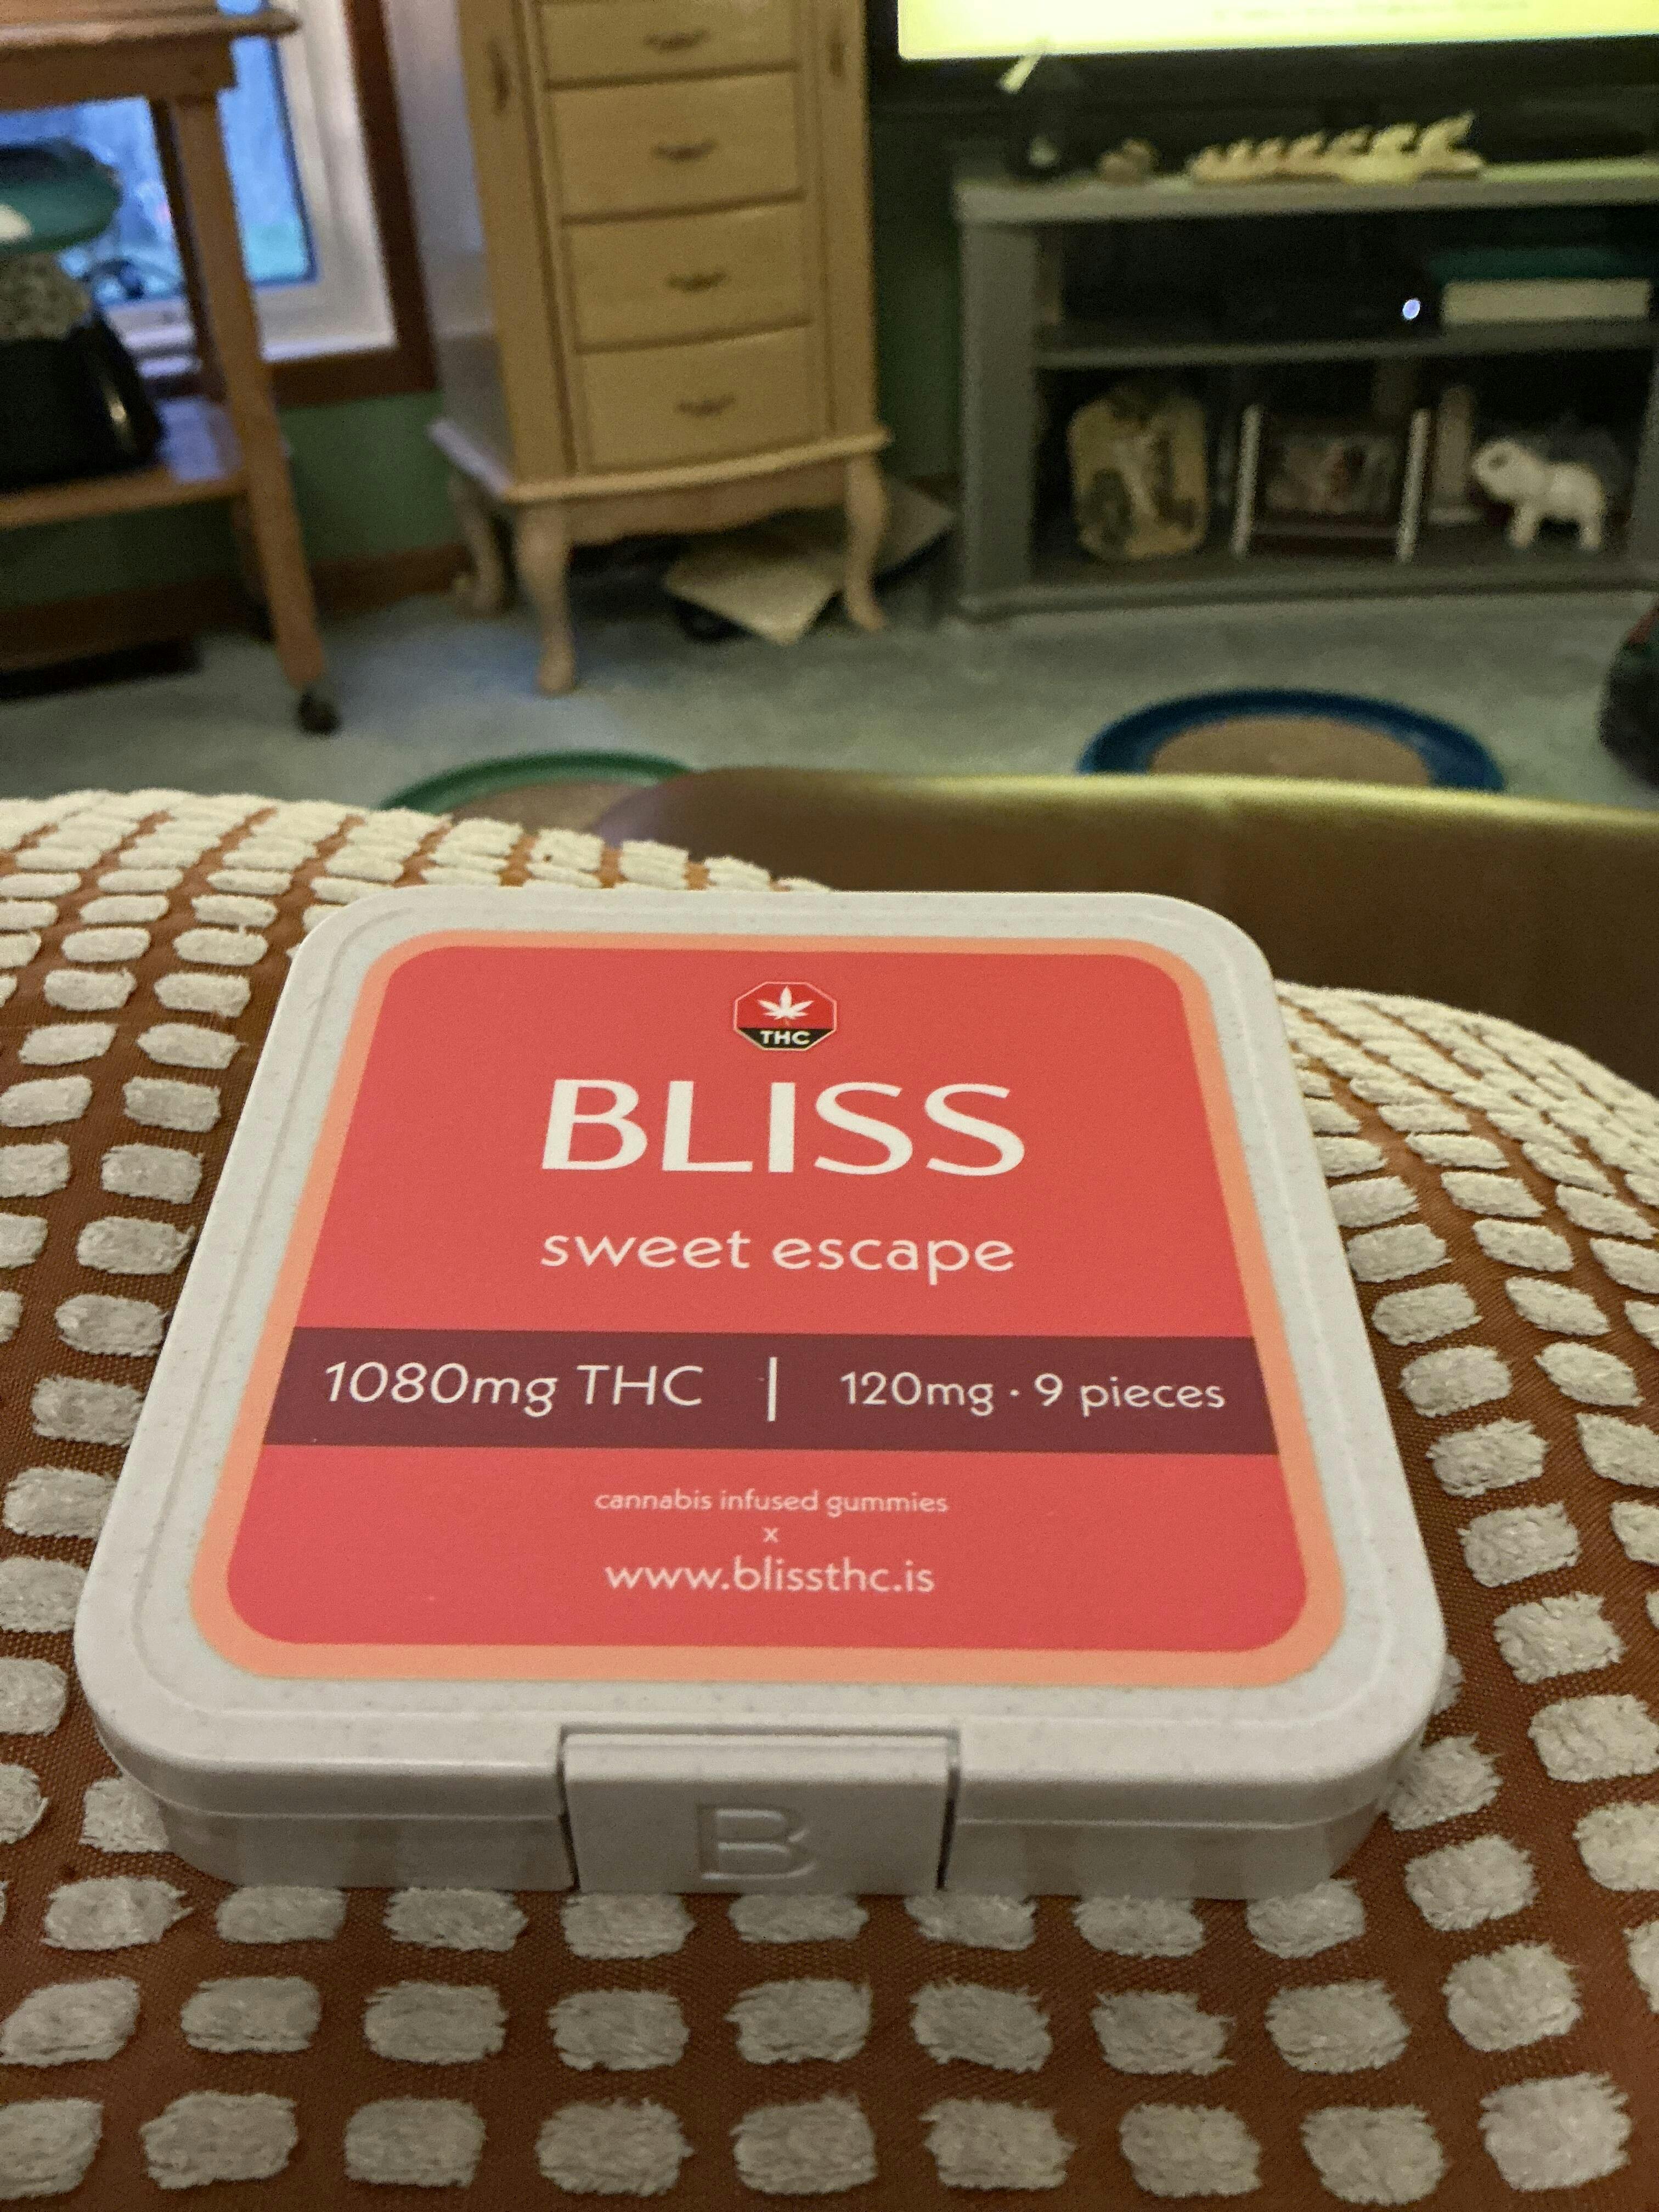 THC
BLISS
sweet escape
1080mg THC | 120mg · 9 pieces
cannabis infused gummies
x
www.blissthc.is
B